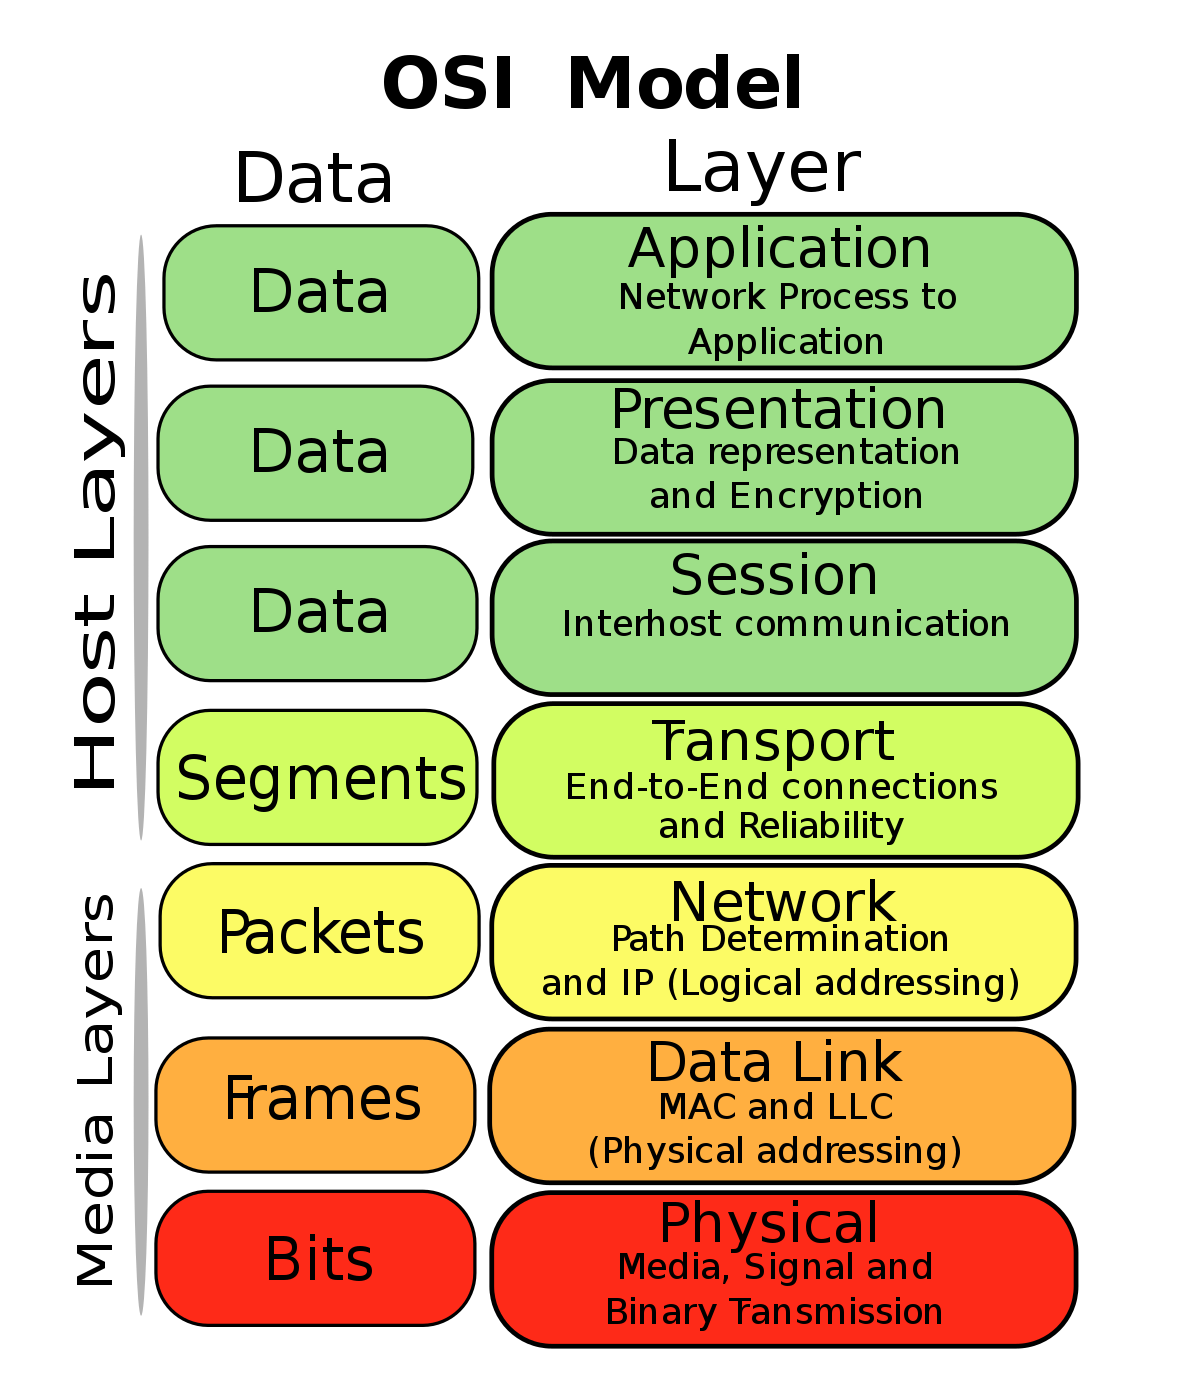 OSI Model
Data
Layer
Host Layers
Data
Application
Network Process to
Application
Data
Presentation
Data representation
and Encryption
Data
Session
Interhost communication
Segments
Transport
End-to-End connections
and Reliability
Media Layers
Packets
Network
Path Determination
and IP (Logical addressing)
Frames
Data Link
MAC and LLC
(Physical addressing)
Bits
Physical
Media, Signal and
Binary Tansmission